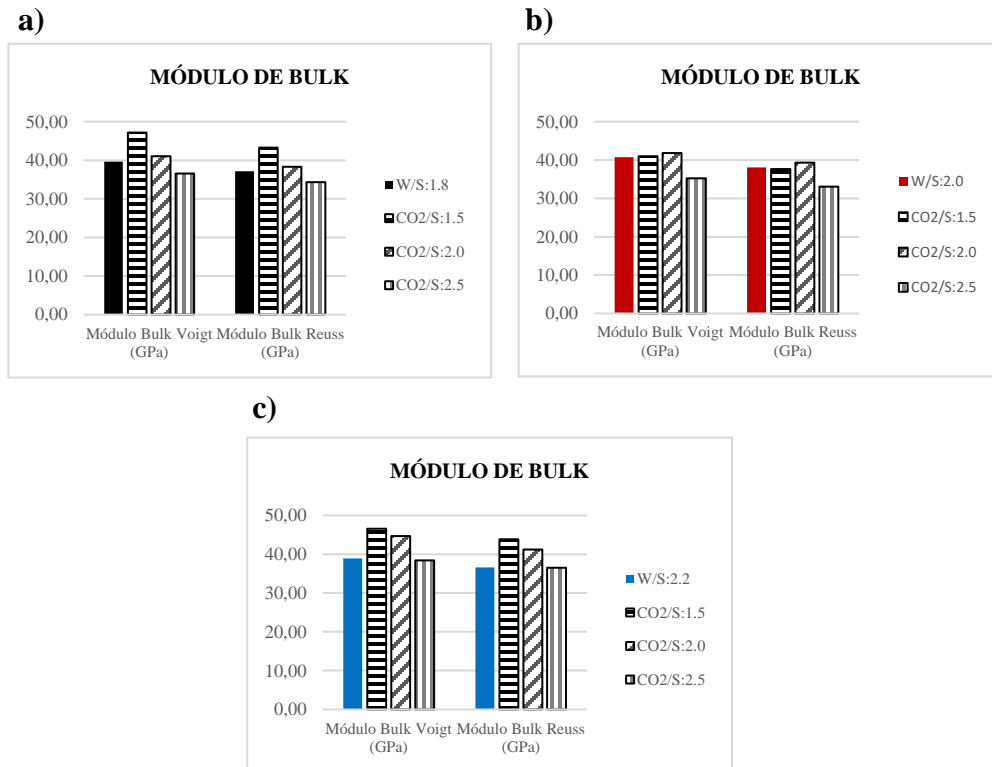 a)
MÓDULO DE BULK
50,00
40,00
30,00
20,00
10,00
0,00
Módulo Bulk Voigt
(GPa)
Módulo Bulk Reuss
(GPa)
W/S:1.8
CO2/S:1.5
CO2/S:2.0
CO2/S:2.5
b)
MÓDULO DE BULK
50,00
40,00
30,00
20,00
10,00
0,00
Módulo Bulk Voigt
(GPa)
Módulo Bulk Reuss
(GPa)
W/S:2.0
CO2/S:1.5
CO2/S:2.0
CO2/S:2.5
c)
MÓDULO DE BULK
50,00
40,00
30,00
20,00
10,00
0,00
Módulo Bulk Voigt
(GPa)
Módulo Bulk Reuss
(GPa)
W/S:2.2
CO2/S:1.5
CO2/S:2.0
CO2/S:2.5